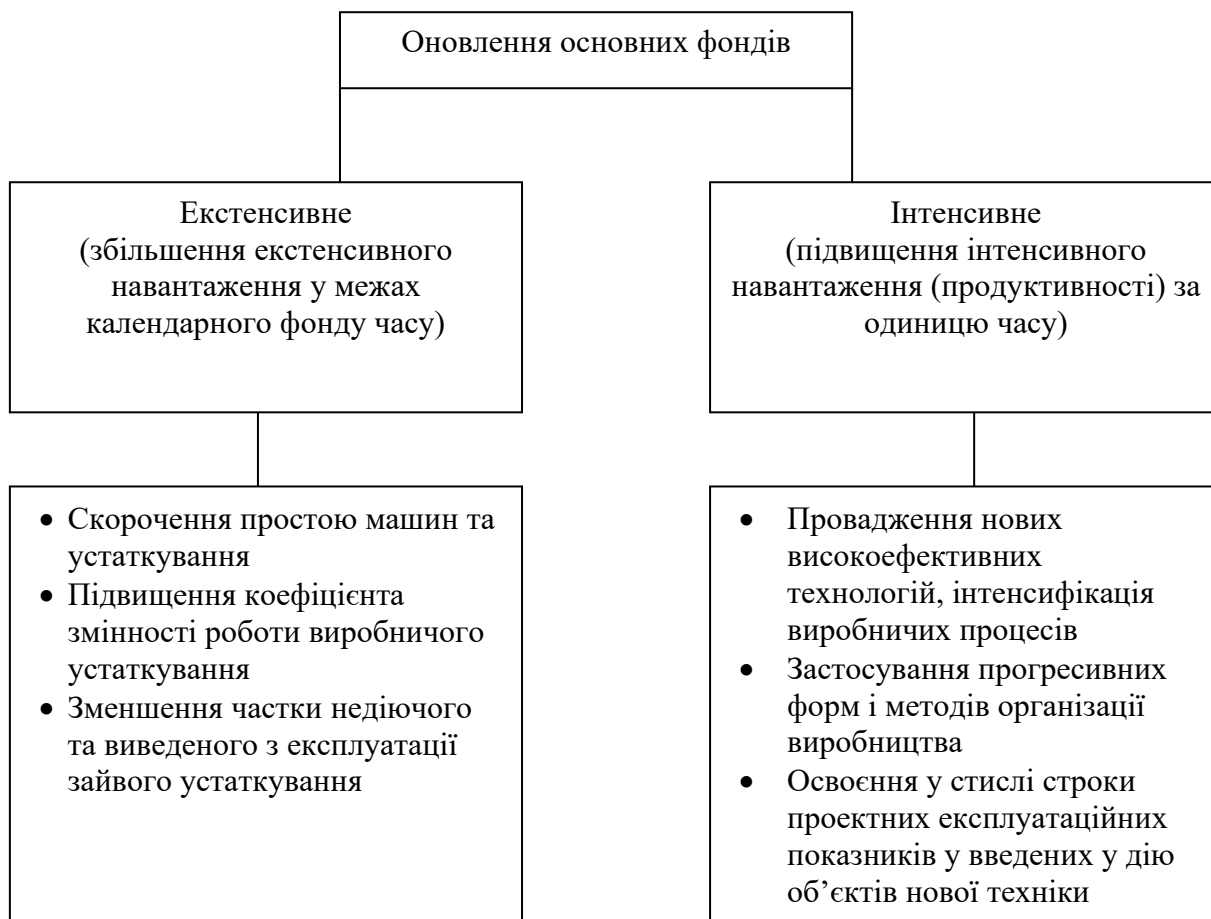 Оновлення основних фондів
Екстенсивне
(збільшення екстенсивного
навантаження у межах
календарного фонду часу)
Інтенсивне
(підвищення інтенсивного
навантаження (продуктивності) за
одиницю часу)
• Скорочення простою машин та
устаткування
• Підвищення коефіцієнта
змінності роботи виробничого
устаткування
• Зменшення частки недіючого
та виведеного з експлуатації
зайвого устаткування
• Провадження нових
високоефективних
технологій, інтенсифікація
виробничих процесів
• Застосування прогресивних
форм і методів організації
виробництва
• Освоєння у стислі строки
проектних експлуатаційних
показників у введених у дію
об’єктів нової техніки